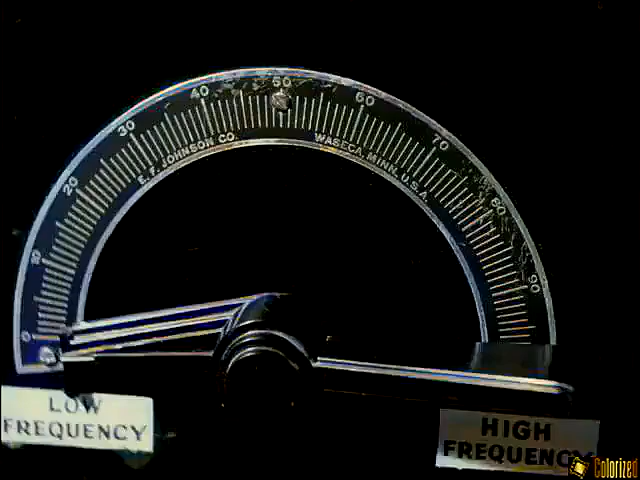 0
10
20
30
40
50
60
70
80
90
E. F. JOHNSON CO.
WASECA, MINN. U.S.A.
LOW
FREQUENCY
HIGH
FREQUENCY
Colorized